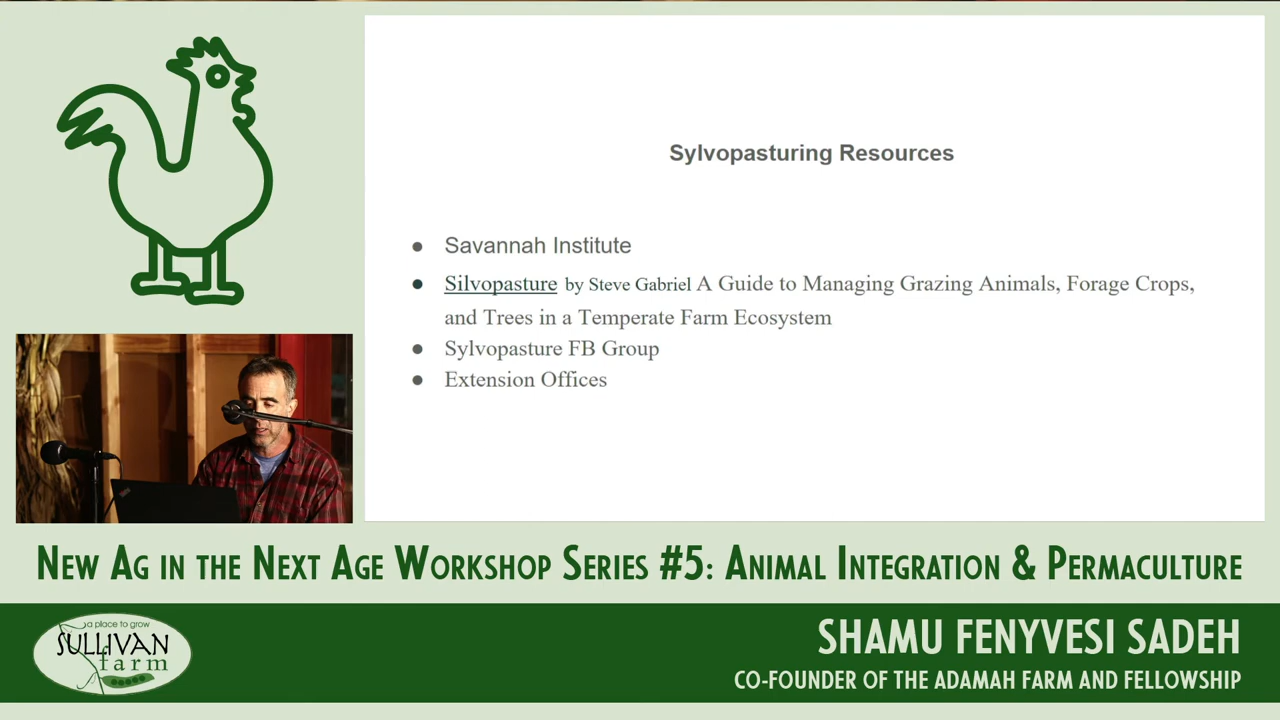 Sylvopasturing Resources
● Savannah Institute
● Silvopasture by Steve Gabriel A Guide to Managing Grazing Animals, Forage Crops,
and Trees in a Temperate Farm Ecosystem
● Sylvopasture FB Group
● Extension Offices
NEW AG IN THE NEXT AGE WORKSHOP SERIES #5: ANIMAL INTEGRATION & PERMACULTURE
a place to grow
SULLIVAN
farm
SHAMU FENYVESI SADEH
CO-FOUNDER OF THE ADAMAH FARM AND FELLOWSHIP